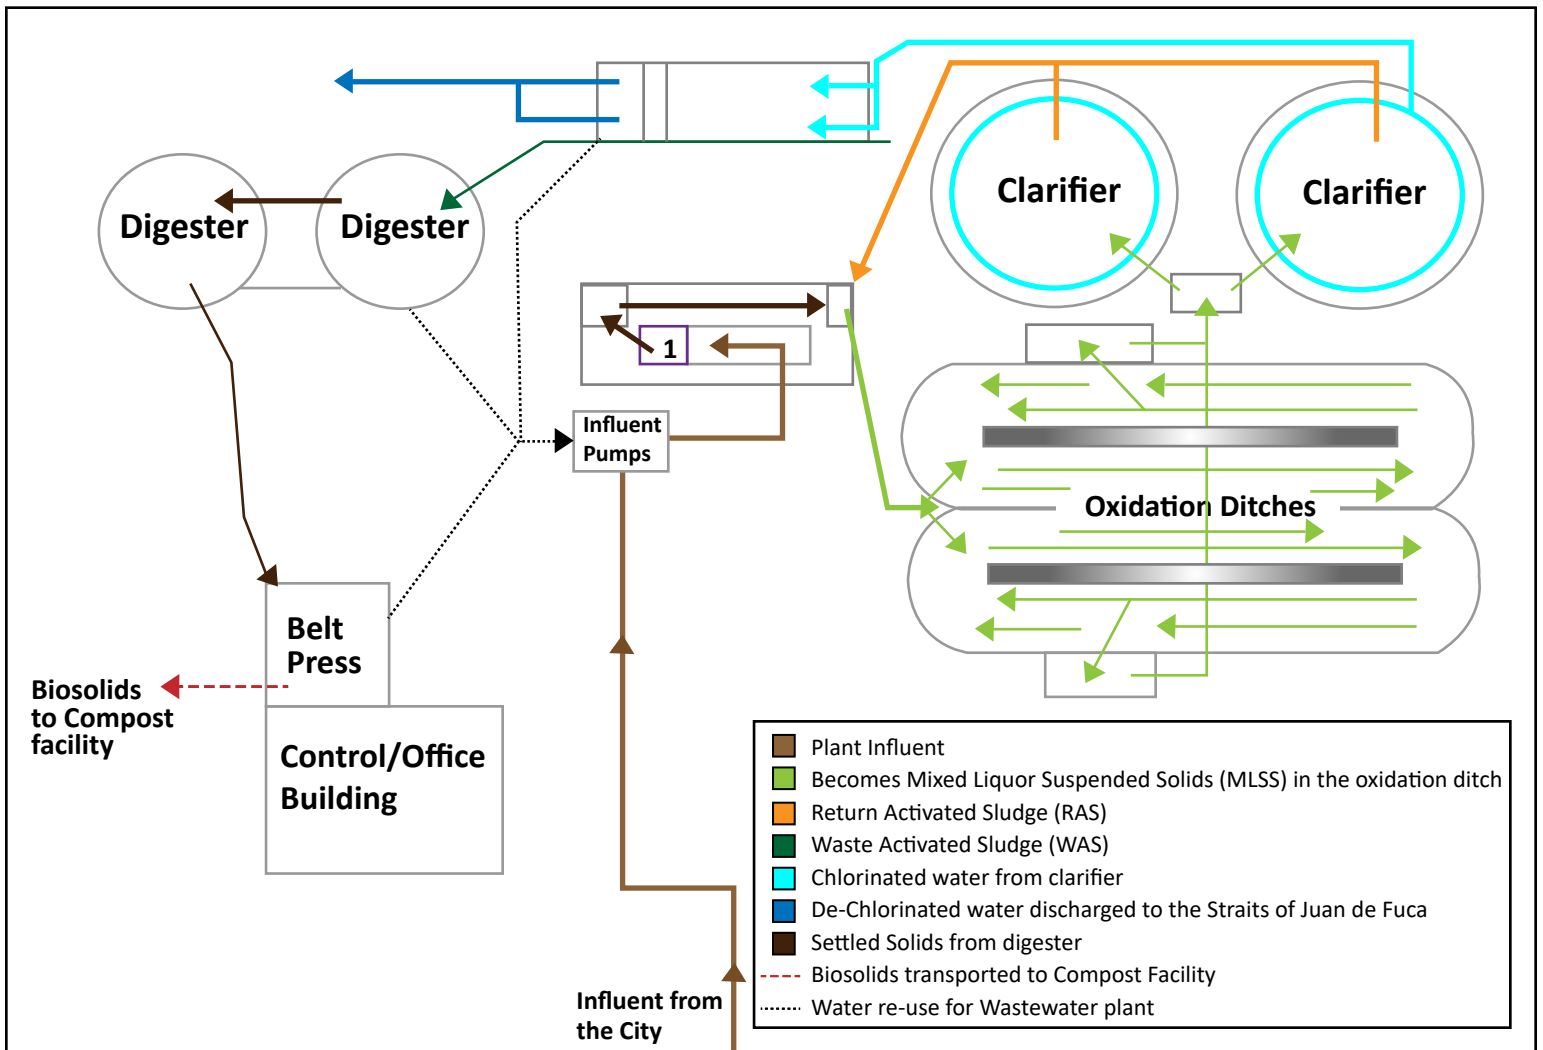 Clarifier
Clarifier
Digester
Digester
1
Influent
Pumps
Oxidation Ditches
Belt
Press
Biosolids
to Compost
facility
Control/Office
Building
Plant Influent
Becomes Mixed Liquor Suspended Solids (MLSS) in the oxidation ditch
Return Activated Sludge (RAS)
Waste Activated Sludge (WAS)
Chlorinated water from clarifier
De-Chlorinated water discharged to the Straits of Juan de Fuca
Settled Solids from digester
Biosolids transported to Compost Facility
Water re-use for Wastewater plant
Influent from
the City